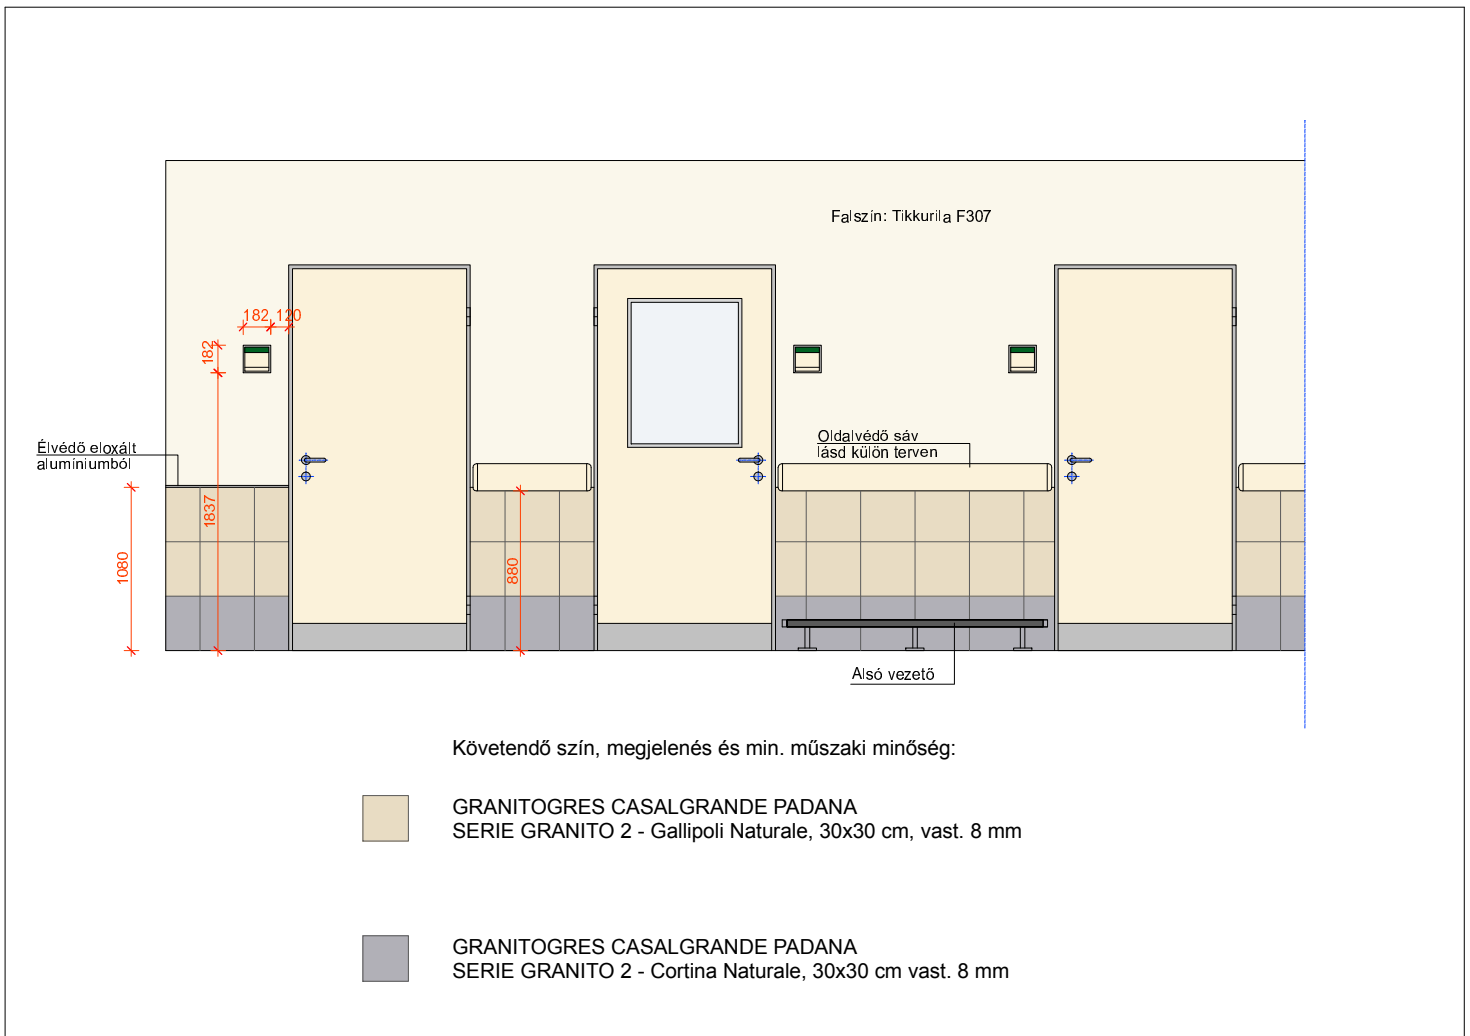 Falszín: Tikkurila F307
182 120
182
Élvédő eloxált
alumíniumból
Oldalvédő sáv
lásd külön terven
1837
1080
880
Alsó vezető
Követendő szín, megjelenés és min. műszaki minőség:
GRANITOGRES CASALGRANDE PADANA
SERIE GRANITO 2 - Gallipoli Naturale, 30x30 cm, vast. 8 mm
GRANITOGRES CASALGRANDE PADANA
SERIE GRANITO 2 - Cortina Naturale, 30x30 cm vast. 8 mm